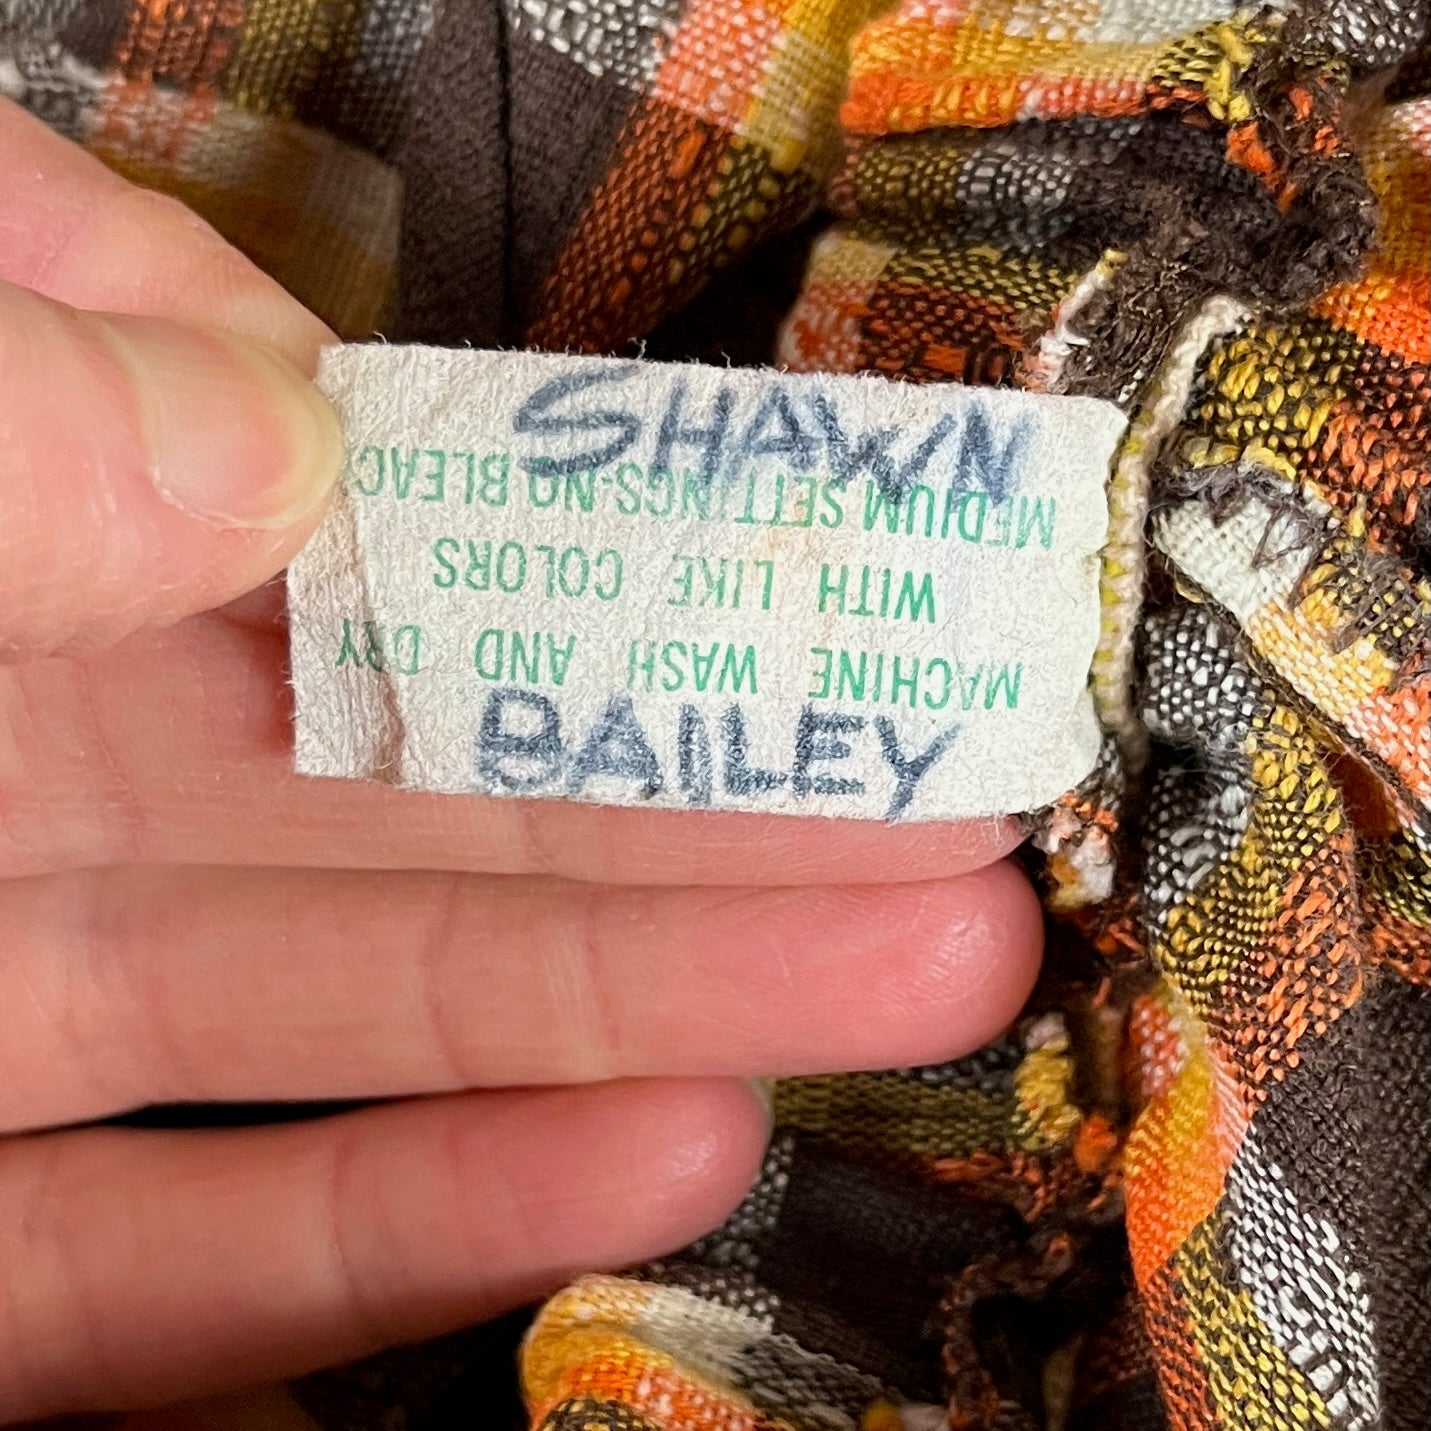 SHAWN
BAILEY
MACHINE WASH AND DRY
WITH LIKE COLORS
MEDIUM SETTINGS-NO BLEAC